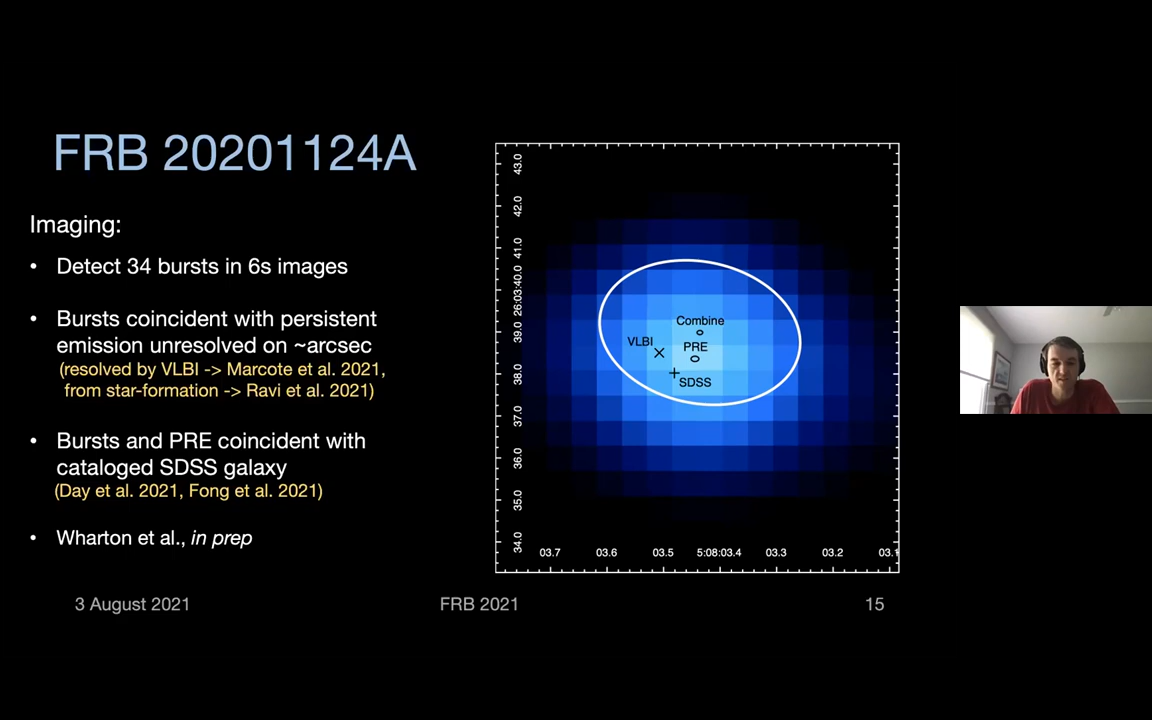 FRB 20201124A
Imaging:
• Detect 34 bursts in 6s images
• Bursts coincident with persistent
emission unresolved on ~arcsec
(resolved by VLBI -> Marcote et al. 2021,
from star-formation -> Ravi et al. 2021)
• Bursts and PRE coincident with
cataloged SDSS galaxy
(Day et al. 2021, Fong et al. 2021)
• Wharton et al., in prep
43.0
42.0
41.0
26:03:40.0
39.0
38.0
37.0
36.0
35.0
34.0
Combine
VLBI
PRE
SDSS
03.7 03.6 03.5 5:08:03.4 03.3 03.2 03.1
3 August 2021 FRB 2021 15